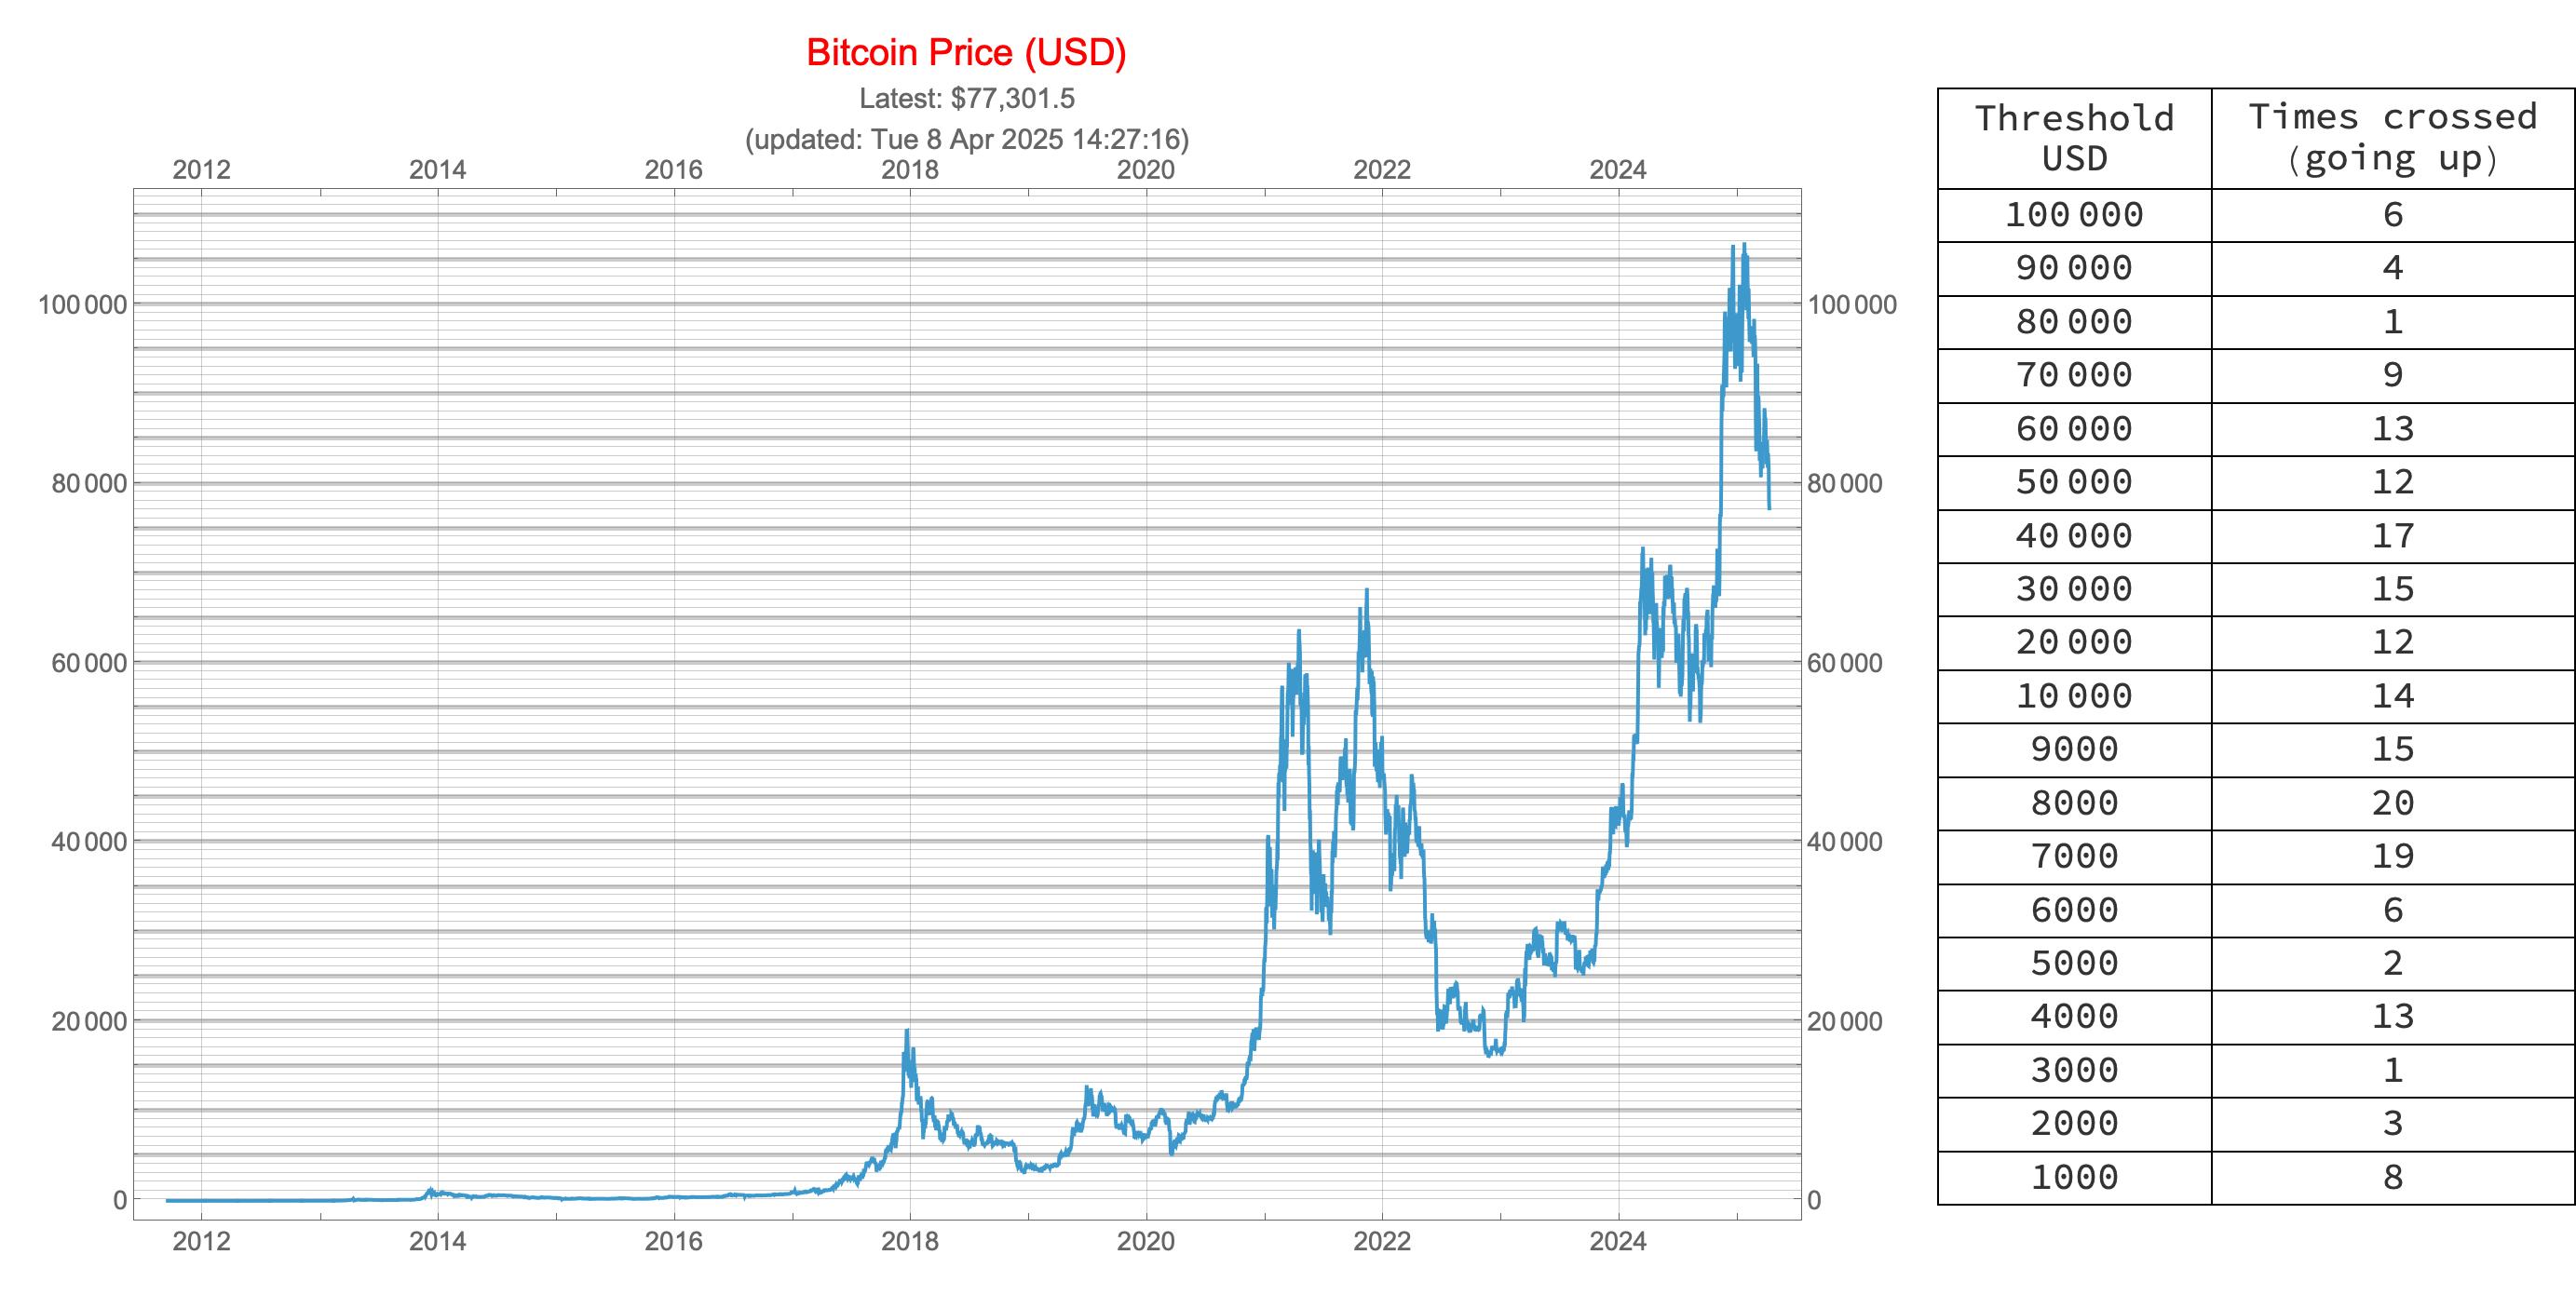 Bitcoin Price (USD)
Latest: $77,301.5
(updated: Tue 8 Apr 2025 14:27:16)
2012 2014 2016 2018 2020 2022 2024
100 000 100 000
80 000 80 000
60 000 60 000
40 000 40 000
20 000 20 000
0 0
2012 2014 2016 2018 2020 2022 2024
Threshold USD Times crossed (going up)
100 000 6
90 000 4
80 000 1
70 000 9
60 000 13
50 000 12
40 000 17
30 000 15
20 000 12
10 000 14
9000 15
8000 20
7000 19
6000 6
5000 2
4000 13
3000 1
2000 3
1000 8